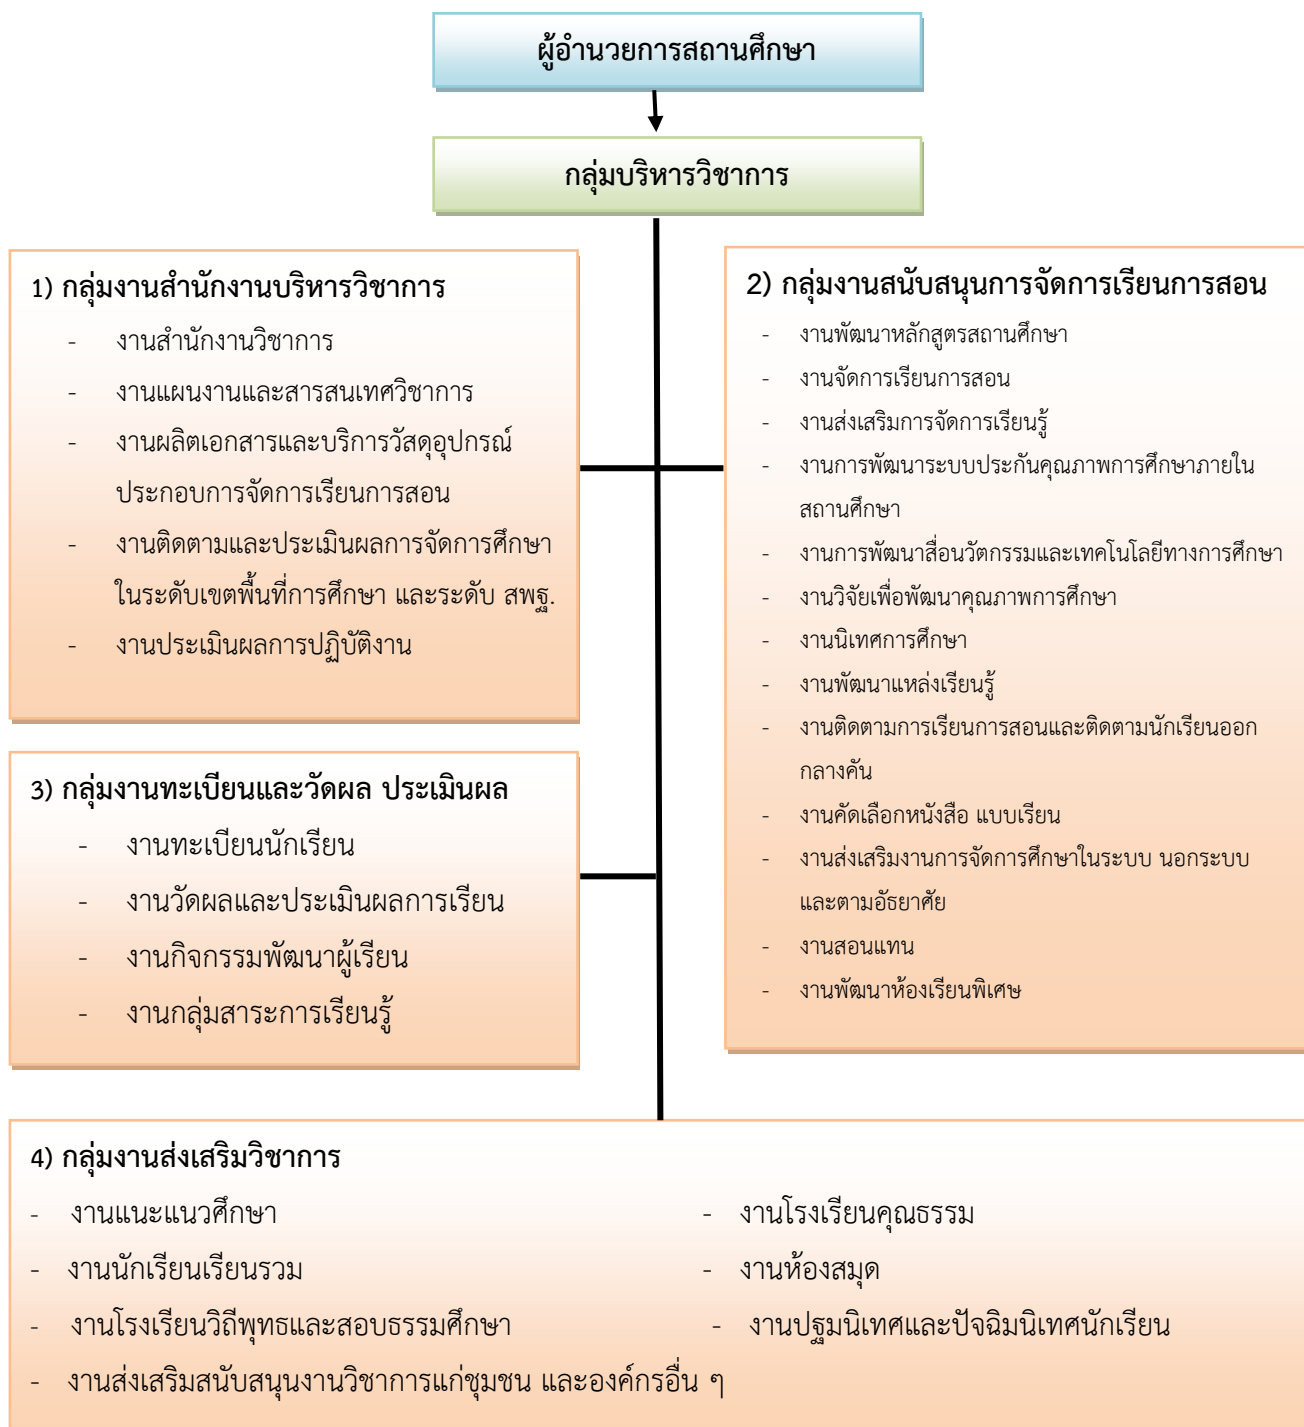 ผู้อำนวยการสถานศึกษา
กลุ่มบริหารวิชาการ
1) กลุ่มงานสำนักงานบริหารวิชาการ
- งานสำนักงานวิชาการ
- งานแผนงานและสารสนเทศวิชาการ
- งานผลิตเอกสารและบริการวัสดุอุปกรณ์
ประกอบการจัดการเรียนการสอน
- งานติดตามและประเมินผลการจัดการศึกษา
ในระดับเขตพื้นที่การศึกษา และระดับ สพฐ.
- งานประเมินผลการปฏิบัติงาน
2) กลุ่มงานสนับสนุนการจัดการเรียนการสอน
- งานพัฒนาหลักสูตรสถานศึกษา
- งานจัดการเรียนการสอน
- งานส่งเสริมการจัดการเรียนรู้
- งานการพัฒนาระบบประกันคุณภาพการศึกษาภายใน
สถานศึกษา
- งานการพัฒนาสื่อนวัตกรรมและเทคโนโลยีทางการศึกษา
- งานวิจัยเพื่อพัฒนาคุณภาพการศึกษา
- งานนิเทศการศึกษา
- งานพัฒนาแหล่งเรียนรู้
- งานติดตามการเรียนการสอนและติดตามนักเรียนออก
กลางคัน
- งานคัดเลือกหนังสือ แบบเรียน
- งานส่งเสริมงานการจัดการศึกษาในระบบ นอกระบบ
และตามอัธยาศัย
- งานสอนแทน
- งานพัฒนาห้องเรียนพิเศษ
3) กลุ่มงานทะเบียนและวัดผล ประเมินผล
- งานทะเบียนนักเรียน
- งานวัดผลและประเมินผลการเรียน
- งานกิจกรรมพัฒนาผู้เรียน
- งานกลุ่มสาระการเรียนรู้
4) กลุ่มงานส่งเสริมวิชาการ
- งานแนะแนวศึกษา
- งานนักเรียนเรียนรวม
- งานโรงเรียนวิถีพุทธและสอบธรรมศึกษา
- งานส่งเสริมสนับสนุนงานวิชาการแก่ชุมชน และองค์กรอื่น ๆ
- งานโรงเรียนคุณธรรม
- งานห้องสมุด
- งานปฐมนิเทศและปัจฉิมนิเทศนักเรียน